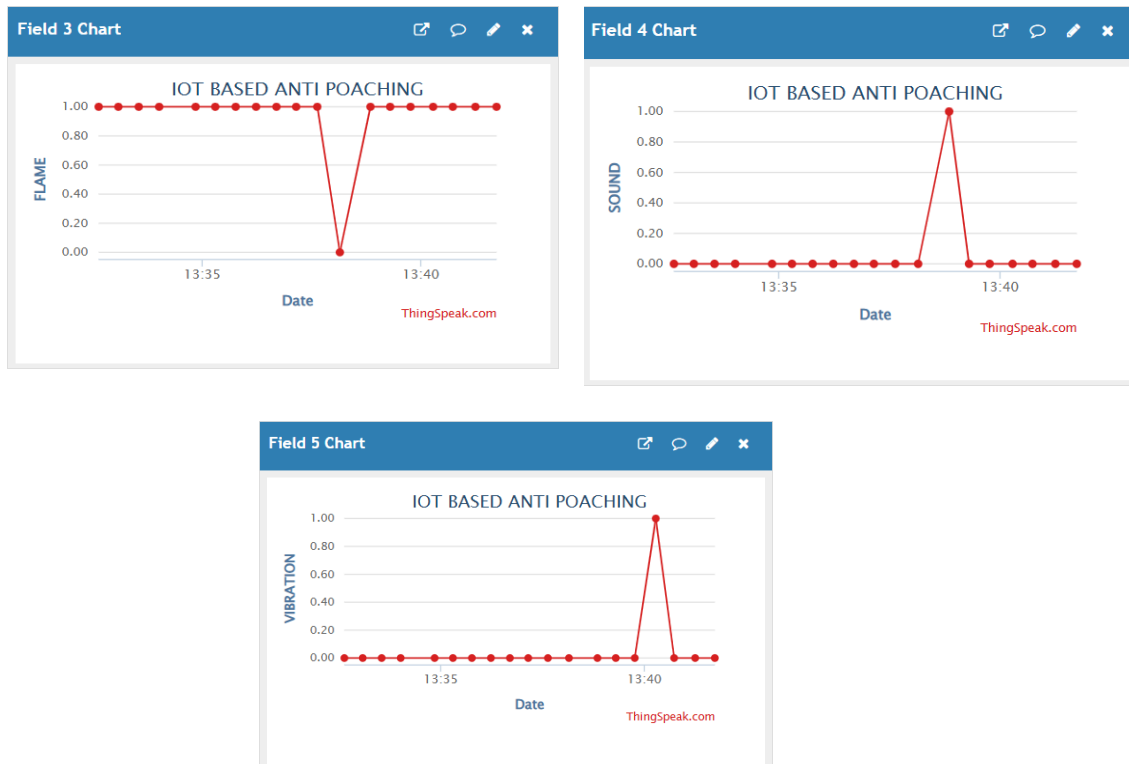 Field 3 Chart
IOT BASED ANTI POACHING
1.00
0.80
0.60
0.40
0.20
0.00
FLAME
13:35
13:40
Date
ThingSpeak.com
Field 4 Chart
IOT BASED ANTI POACHING
1.00
0.80
0.60
0.40
0.20
0.00
SOUND
13:35
13:40
Date
ThingSpeak.com
Field 5 Chart
IOT BASED ANTI POACHING
1.00
0.80
0.60
0.40
0.20
0.00
VIBRATION
13:35
13:40
Date
ThingSpeak.com